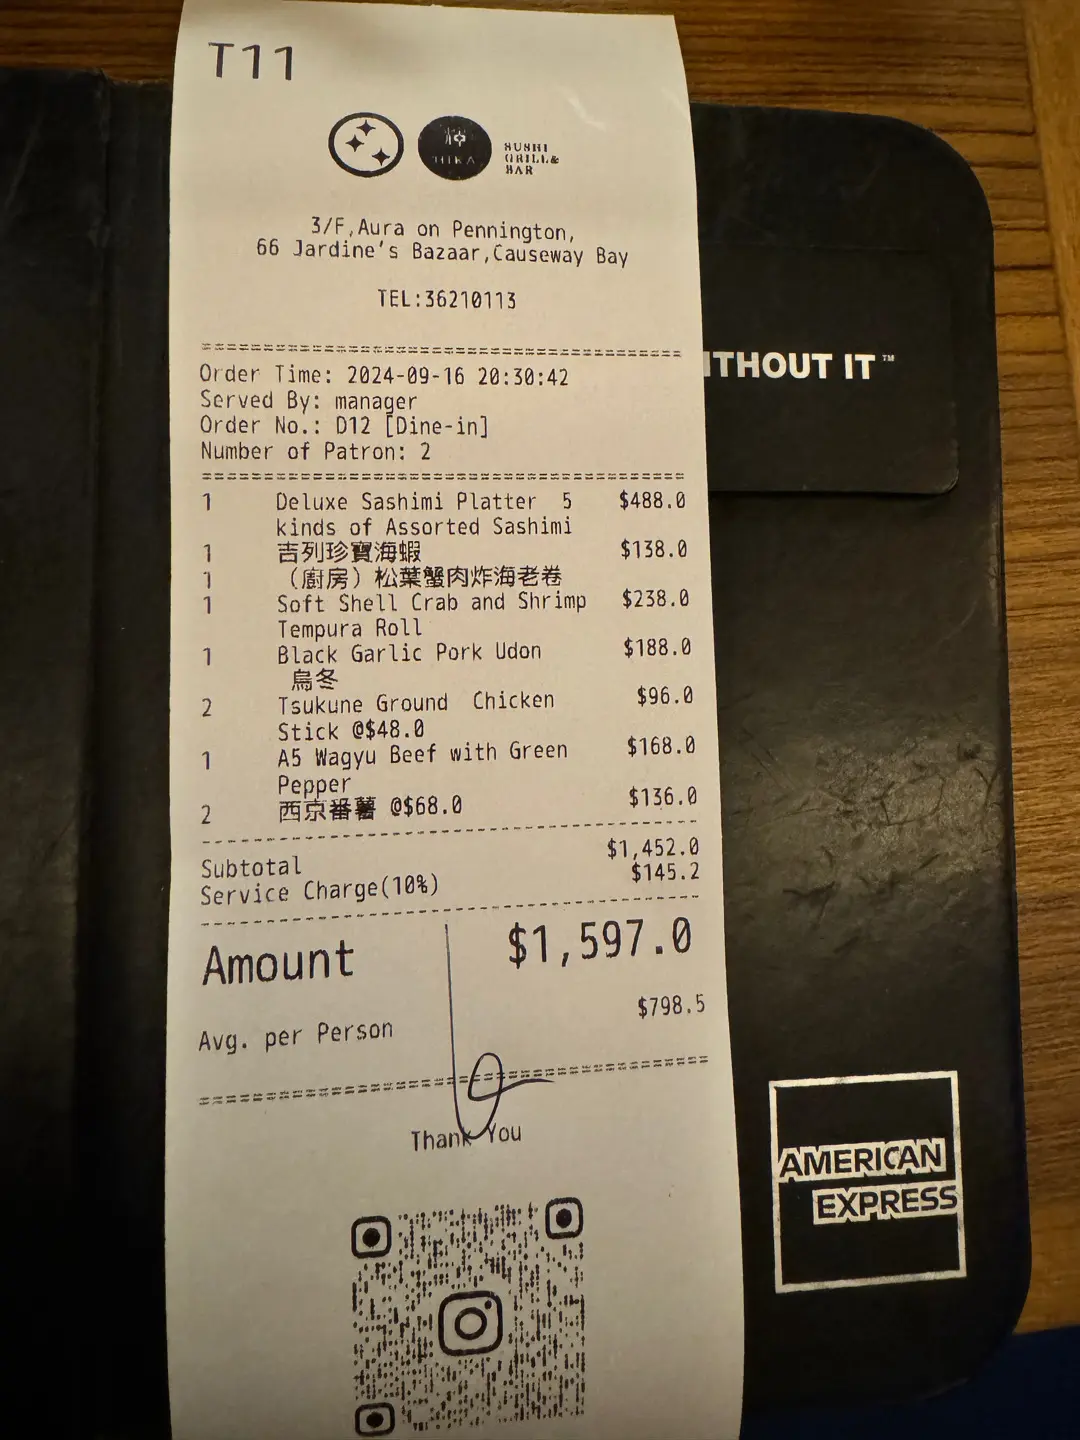 T11
HIKA
SUSHI
GRILL&
BAR
3/F,Aura on Pennington,
66 Jardine's Bazaar,Causeway Bay
TEL:36210113
Order Time: 2024-09-16 20:30:42
Served By: manager
Order No.: D12 [Dine-in]
Number of Patron: 2
1 Deluxe Sashimi Platter 5 $488.0
kinds of Assorted Sashimi
1 吉列珍寶海蝦 $138.0
1 （廚房）松葉蟹肉炸海老卷
1 Soft Shell Crab and Shrimp $238.0
Tempura Roll
1 Black Garlic Pork Udon $188.0
烏冬
2 Tsukune Ground Chicken $96.0
Stick @$48.0
1 A5 Wagyu Beef with Green $168.0
Pepper
2 西京番薯 @$68.0 $136.0
Subtotal $1,452.0
Service Charge(10%) $145.2
Amount $1,597.0
Avg. per Person $798.5
Thank You
ITHOUT IT™
AMERICAN
EXPRESS